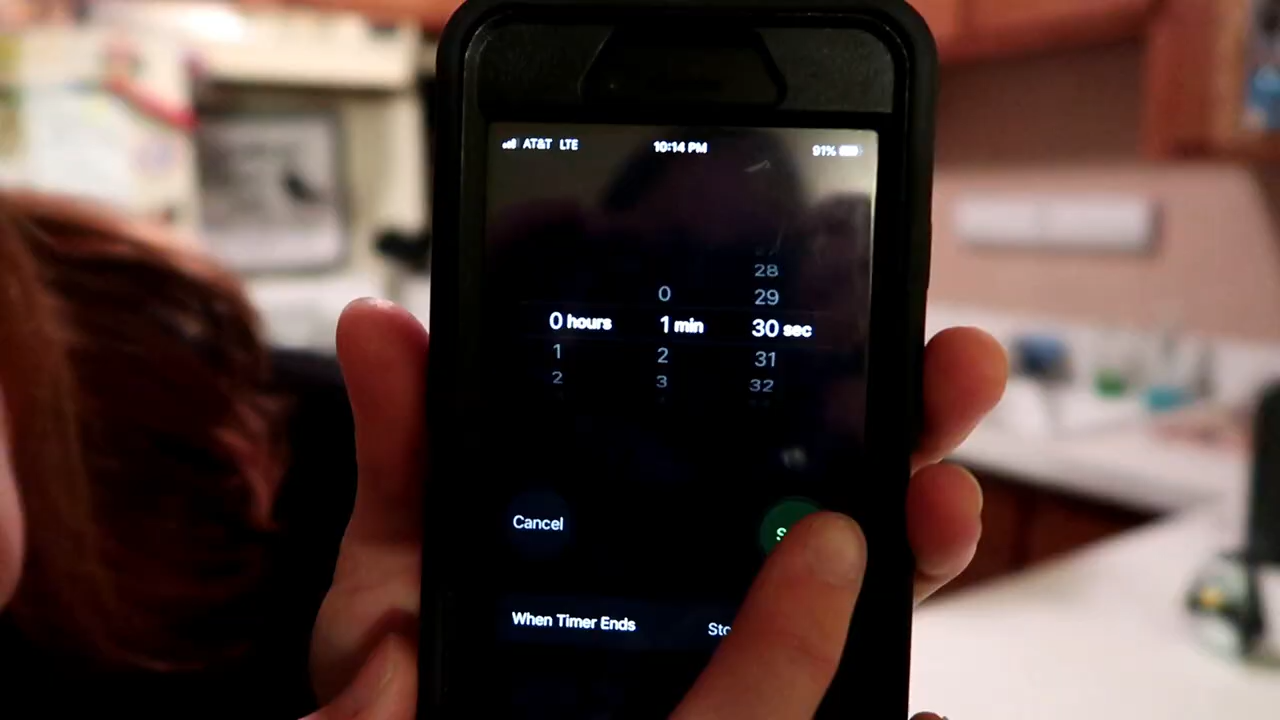 AT&T LTE 10:14 PM 91%
28
0 29
0 hours 1 min 30 sec
1 2 31
2 3 32
Cancel
When Timer Ends